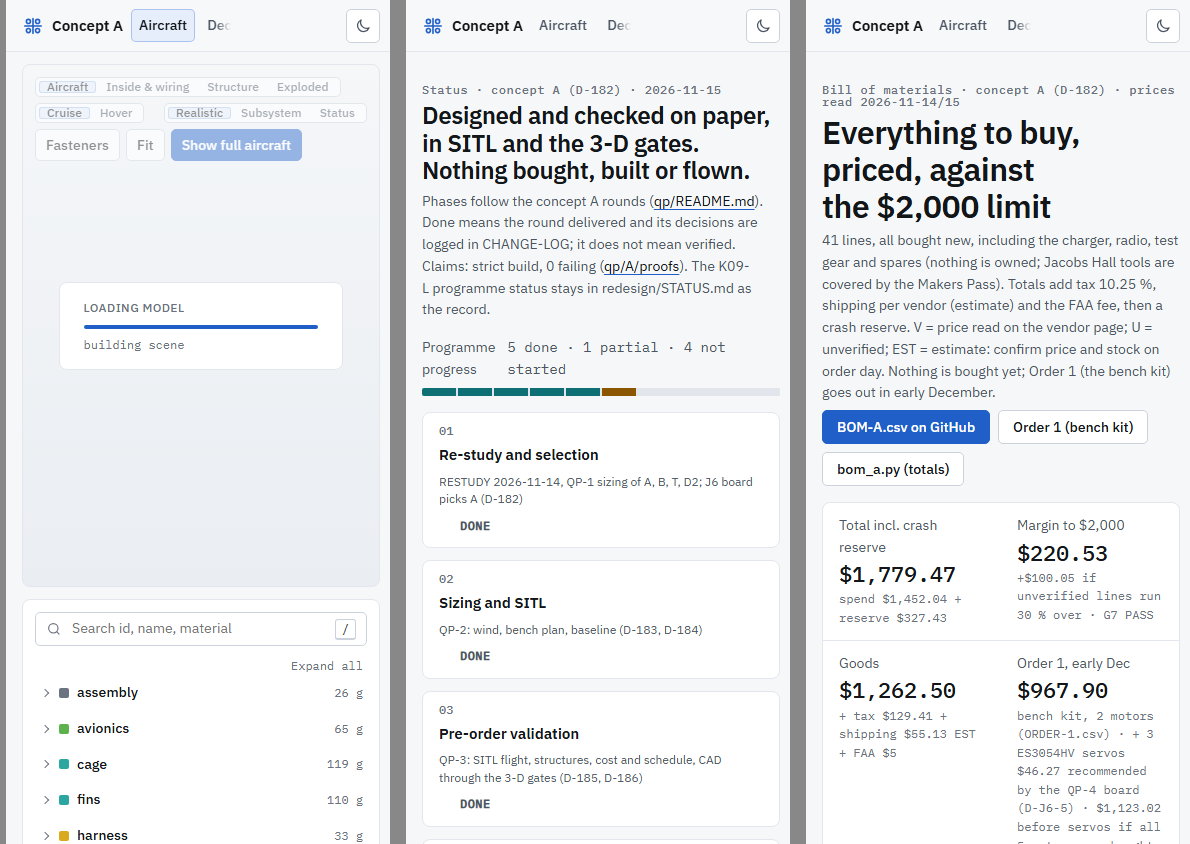 Concept A Aircraft
Aircraft Inside & wiring Structure Exploded
Cruise Hover Realistic Subsystem Status
Fasteners Fit Show full aircraft
LOADING MODEL
building scene
Search id, name, material /
Expand all
assembly 26 g
avionics 65 g
cage 119 g
fins 110 g
harness 33 g
Concept A Aircraft
Status · concept A (D-182) · 2026-11-15
Designed and checked on paper,
in SITL and the 3-D gates.
Nothing bought, built or flown.
Phases follow the concept A rounds (qp/README.md).
Done means the round delivered and its decisions are
logged in CHANGE-LOG; it does not mean verified.
Claims: strict build, 0 failing (qp/A/proofs). The K09-
L programme status stays in redesign/STATUS.md as
the record.
Programme 5 done · 1 partial · 4 not
progress started
01
Re-study and selection
RESTUDY 2026-11-14, QP-1 sizing of A, B, T, D2; J6 board
picks A (D-182)
DONE
02
Sizing and SITL
QP-2: wind, bench plan, baseline (D-183, D-184)
DONE
03
Pre-order validation
QP-3: SITL flight, structures, cost and schedule, CAD
through the 3-D gates (D-185, D-186)
DONE
Concept A Aircraft
Bill of materials · concept A (D-182) · prices
read 2026-11-14/15
Everything to buy,
priced, against
the $2,000 limit
41 lines, all bought new, including the charger, radio, test
gear and spares (nothing is owned; Jacobs Hall tools are
covered by the Makers Pass). Totals add tax 10.25 %,
shipping per vendor (estimate) and the FAA fee, then a
crash reserve. V = price read on the vendor page; U =
unverified; EST = estimate: confirm price and stock on
order day. Nothing is bought yet; Order 1 (the bench kit)
goes out in early December.
BOM-A.csv on GitHub Order 1 (bench kit)
bom_a.py (totals)
Total incl. crash
reserve
$1,779.47
spend $1,452.04 +
reserve $327.43
Margin to $2,000
$220.53
+$100.05 if
unverified lines run
30 % over · G7 PASS
Goods
$1,262.50
+ tax $129.41 +
shipping $55.13 EST
+ FAA $5
Order 1, early Dec
$967.90
bench kit, 2 motors
(ORDER-1.csv) · + 3
ES3054HV servos
$46.27 recommended
by the QP-4 board
(D-J6-5) · $1,123.02
before servos if all